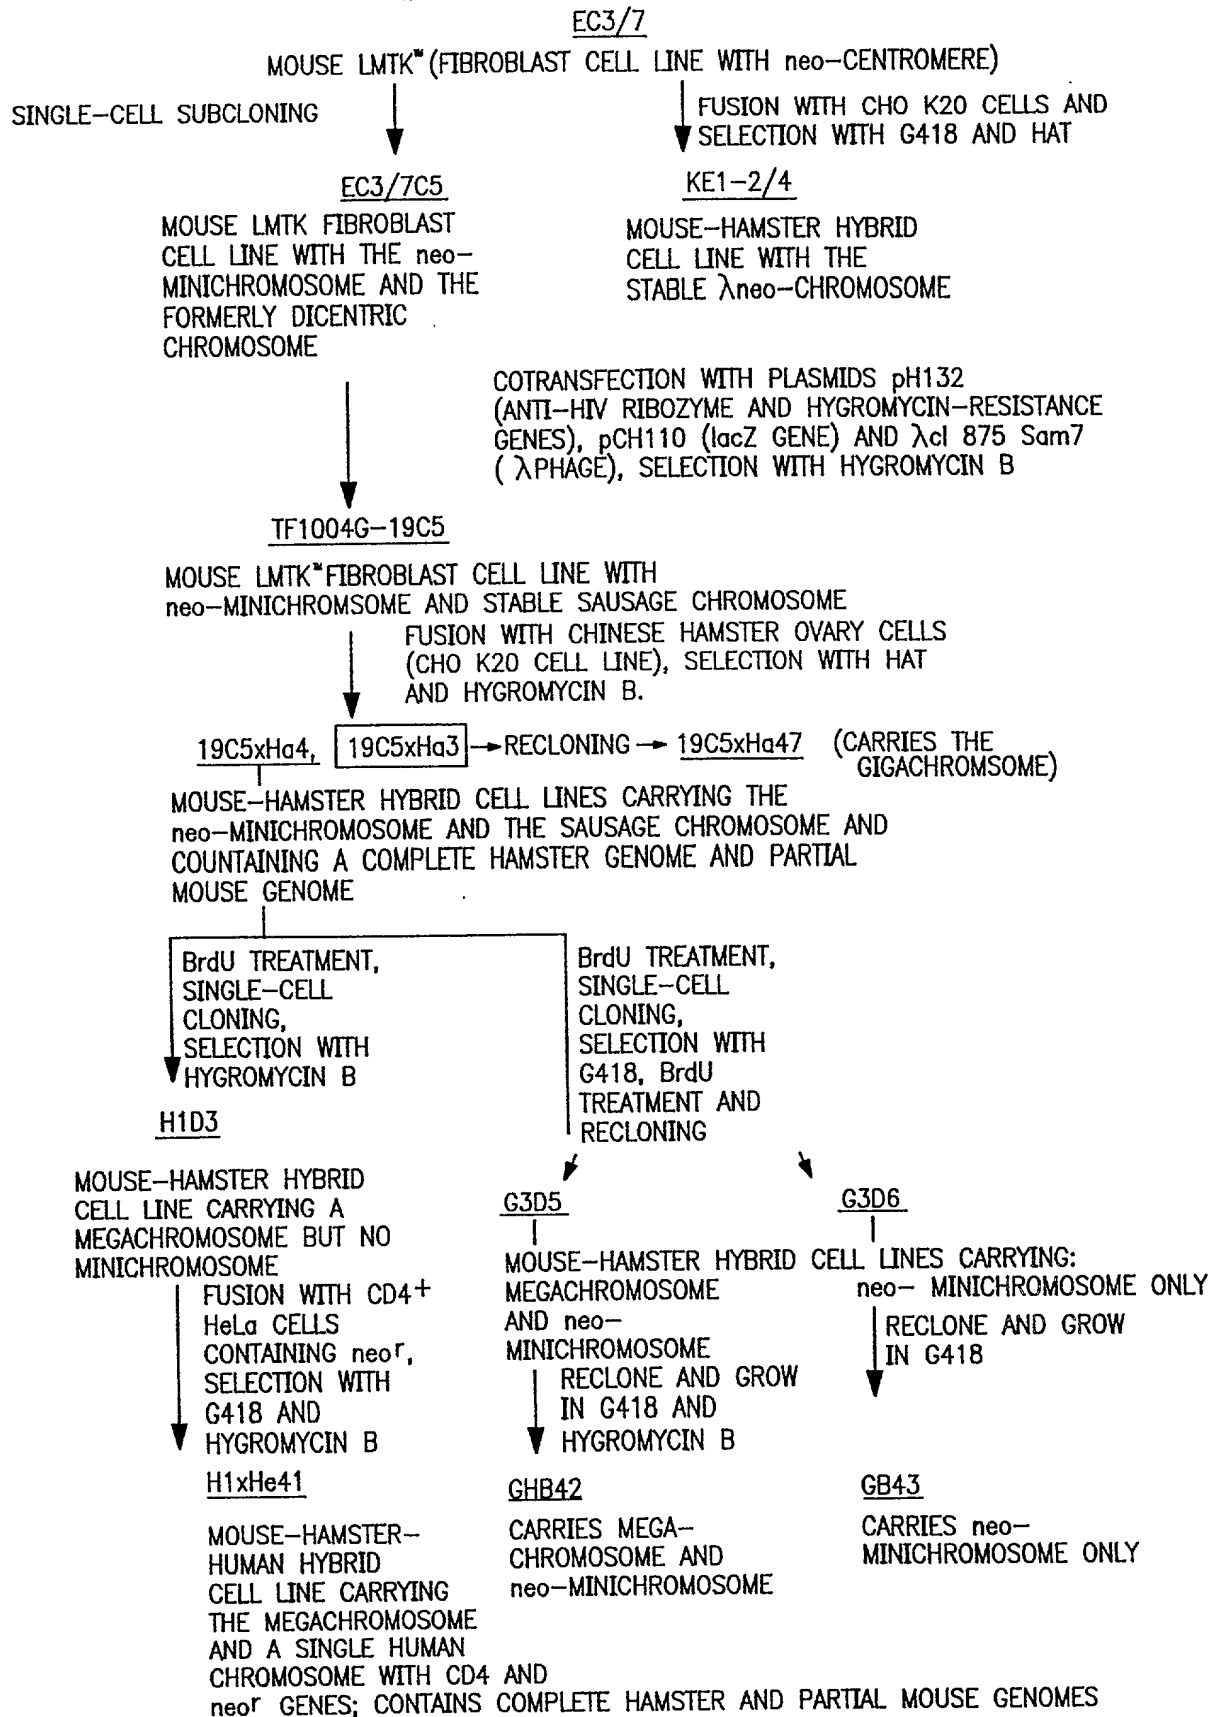 EC3/7
MOUSE LMTK⁻ (FIBROBLAST CELL LINE WITH neo-CENTROMERE)
SINGLE-CELL SUBCLONING
FUSION WITH CHO K20 CELLS AND
SELECTION WITH G418 AND HAT
EC3/7C5
MOUSE LMTK FIBROBLAST
CELL LINE WITH THE neo-
MINICHROMOSOME AND THE
FORMERLY DICENTRIC
CHROMOSOME
KE1-2/4
MOUSE-HAMSTER HYBRID
CELL LINE WITH THE
STABLE λneo-CHROMOSOME
COTRANSFECTION WITH PLASMIDS pH132
(ANTI-HIV RIBOZYME AND HYGROMYCIN-RESISTANCE
GENES), pCH110 (lacZ GENE) AND λcl 875 Sam7
( λPHAGE), SELECTION WITH HYGROMYCIN B
TF1004G-19C5
MOUSE LMTK⁻FIBROBLAST CELL LINE WITH
neo-MINICHROMSOME AND STABLE SAUSAGE CHROMOSOME
FUSION WITH CHINESE HAMSTER OVARY CELLS
(CHO K20 CELL LINE), SELECTION WITH HAT
AND HYGROMYCIN B.
19C5xHa4, 19C5xHa3 → RECLONING → 19C5xHa47 (CARRIES THE
GIGACHROMSOME)
MOUSE-HAMSTER HYBRID CELL LINES CARRYING THE
neo-MINICHROMOSOME AND THE SAUSAGE CHROMOSOME AND
COUNTAINING A COMPLETE HAMSTER GENOME AND PARTIAL
MOUSE GENOME
BrdU TREATMENT,
SINGLE-CELL
CLONING,
SELECTION WITH
HYGROMYCIN B
BrdU TREATMENT,
SINGLE-CELL
CLONING,
SELECTION WITH
G418, BrdU
TREATMENT AND
RECLONING
H1D3
MOUSE-HAMSTER HYBRID
CELL LINE CARRYING A
MEGACHROMOSOME BUT NO
MINICHROMOSOME
G3D5
G3D6
MOUSE-HAMSTER HYBRID CELL LINES CARRYING:
MEGACHROMOSOME
AND neo-
MINICHROMOSOME
neo- MINICHROMOSOME ONLY
FUSION WITH CD4+
HeLa CELLS
CONTAINING neor,
SELECTION WITH
G418 AND
HYGROMYCIN B
RECLONE AND GROW
IN G418 AND
HYGROMYCIN B
RECLONE AND GROW
IN G418
H1xHe41
MOUSE-HAMSTER-
HUMAN HYBRID
CELL LINE CARRYING
THE MEGACHROMOSOME
AND A SINGLE HUMAN
CHROMOSOME WITH CD4 AND
neor GENES; CONTAINS COMPLETE HAMSTER AND PARTIAL MOUSE GENOMES
GHB42
CARRIES MEGA-
CHROMOSOME AND
neo-MINICHROMOSOME
GB43
CARRIES neo-
MINICHROMOSOME ONLY